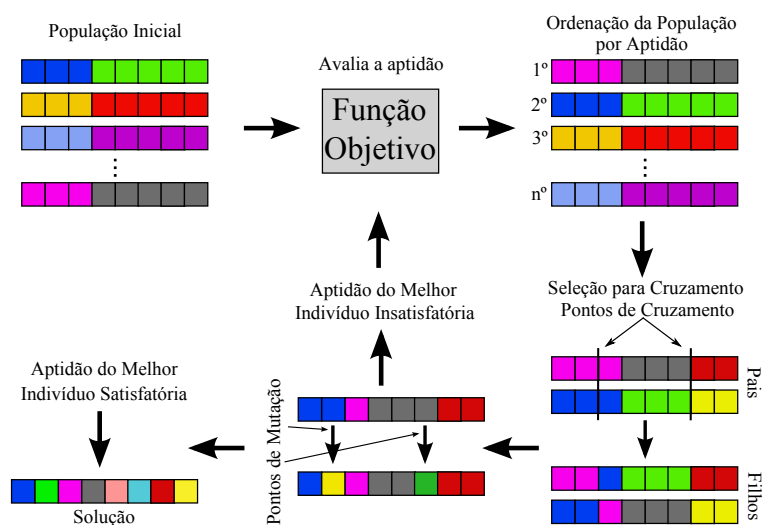 População Inicial
Avalia a aptidão
Função
Objetivo
Ordenação da População
por Aptidão
1º
2º
3º
nº
Seleção para Cruzamento
Pontos de Cruzamento
Pais
Filhos
Aptidão do Melhor
Indivíduo Insatisfatória
Pontos de Mutação
Aptidão do Melhor
Indivíduo Satisfatória
Solução